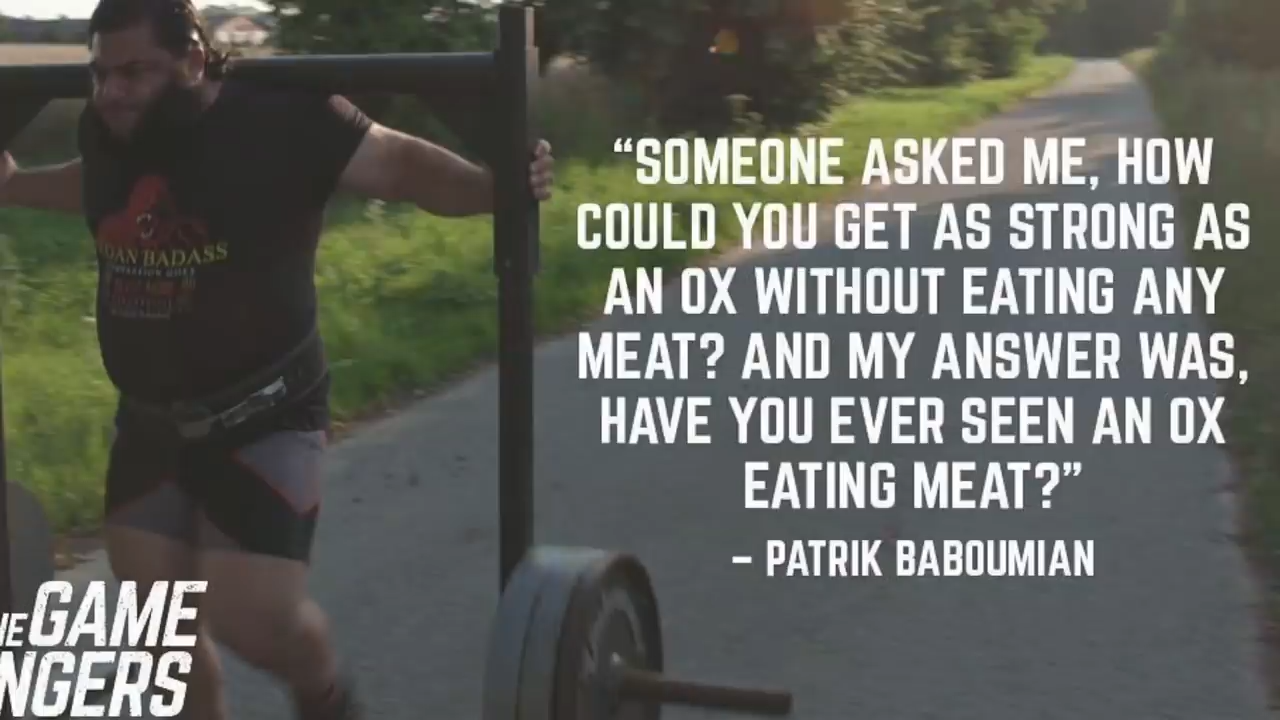 “SOMEONE ASKED ME, HOW
COULD YOU GET AS STRONG AS
AN OX WITHOUT EATING ANY
MEAT? AND MY ANSWER WAS,
HAVE YOU EVER SEEN AN OX
EATING MEAT?”
– PATRIK BABOUMIAN
BADASS
GAME
NGERS